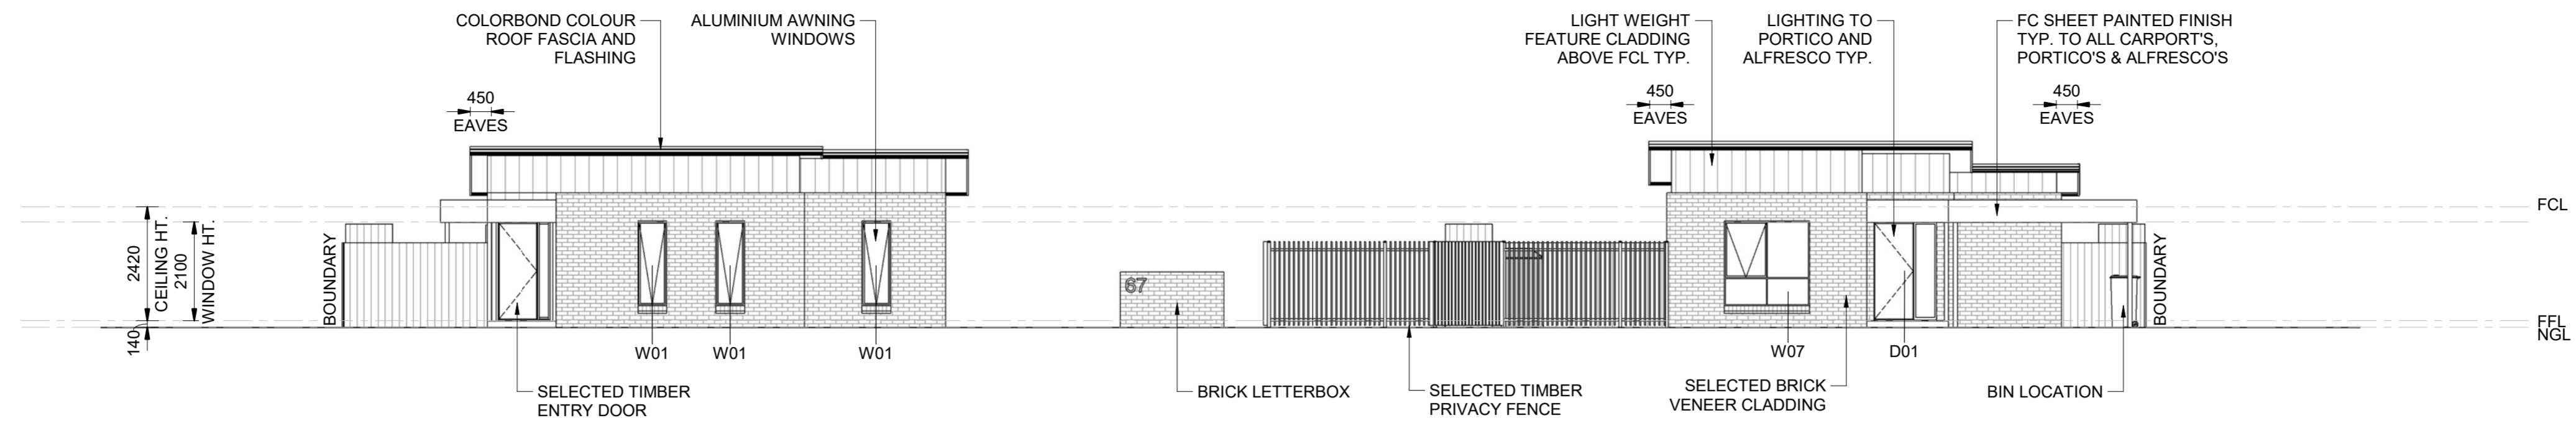 COLORBOND COLOUR
ROOF FASCIA AND
FLASHING
ALUMINIUM AWNING
WINDOWS
LIGHT WEIGHT
FEATURE CLADDING
ABOVE FCL TYP.
LIGHTING TO
PORTICO AND
ALFRESCO TYP.
FC SHEET PAINTED FINISH
TYP. TO ALL CARPORT'S,
PORTICO'S & ALFRESCO'S
450
EAVES
450
EAVES
450
EAVES
2420
CEILING HT.
2100
WINDOW HT.
140
BOUNDARY
67
BOUNDARY
FCL
FFL
NGL
W01
W01
W01
W07
D01
SELECTED TIMBER
ENTRY DOOR
BRICK LETTERBOX
SELECTED TIMBER
PRIVACY FENCE
SELECTED BRICK
VENEER CLADDING
BIN LOCATION